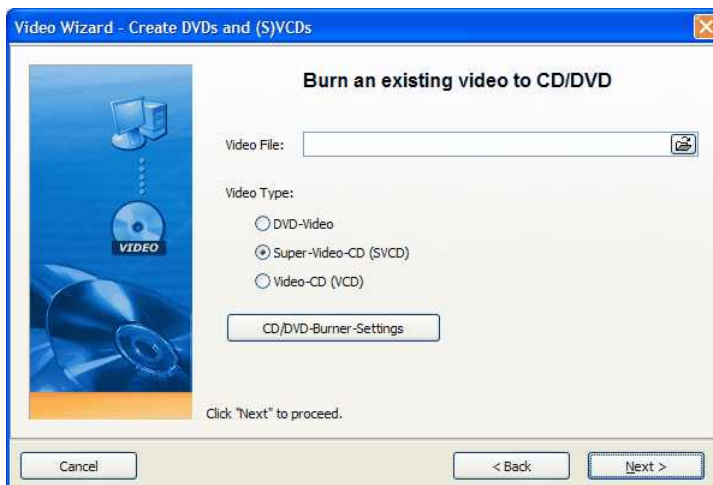 Video Wizard - Create DVDs and (S)VCDs
Burn an existing video to CD/DVD
Video File:
VIDEO
Video Type:
DVD-Video
Super-Video-CD (SVCD)
Video-CD (VCD)
CD/DVD-Burner-Settings
Click "Next" to proceed.
Cancel
< Back
Next >